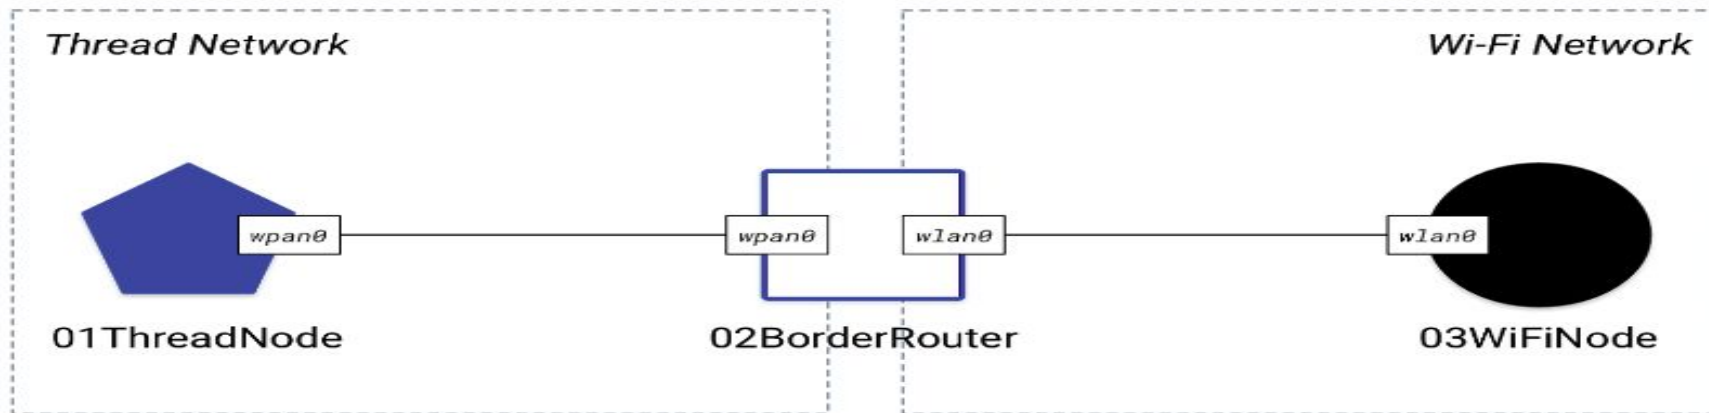 Thread Network
Wi-Fi Network
wpan0
wpan0
wlan0
wlan0
01ThreadNode
02BorderRouter
03WiFiNode